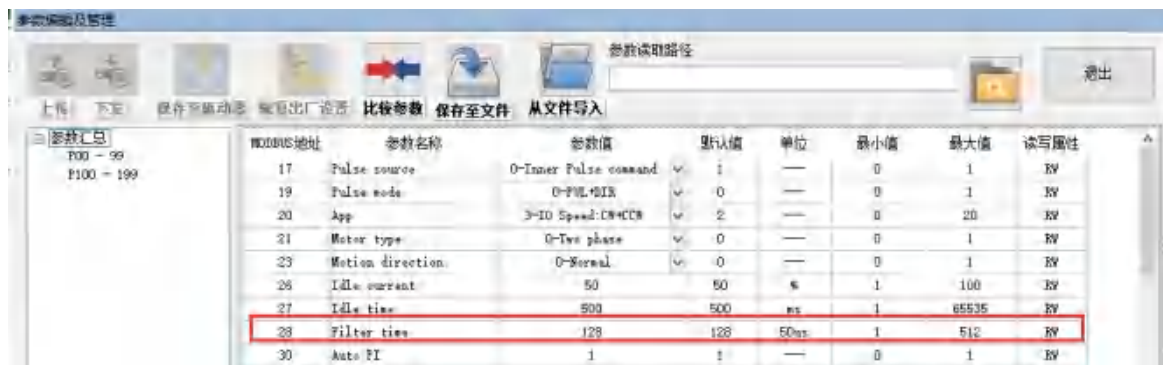 参数编辑及管理
参数读取路径
退出
上传 下发 保存至驱动器 恢复出厂设置 比较参数 保存至文件 从文件导入
参数汇总
P00 - 99
P100 - 199
MODBUS地址 参数名称 参数值 默认值 单位 最小值 最大值 读写属性
17 Pulse source 0-Inner Pulse command 1 —— 0 1 RW
19 Pulse mode 0-PUL+DIR 0 —— 0 1 RW
20 App 3-IO Speed:CW+CCW 2 —— 0 20 RW
21 Motor type 0-Two phase 0 —— 0 1 RW
23 Motion direction 0-Normal 0 —— 0 1 RW
26 Idle current 50 50 % 1 100 RW
27 Idle time 500 500 ms 1 65535 RW
28 Filter time 128 128 50us 1 512 RW
30 Auto PI 1 1 —— 0 1 RW